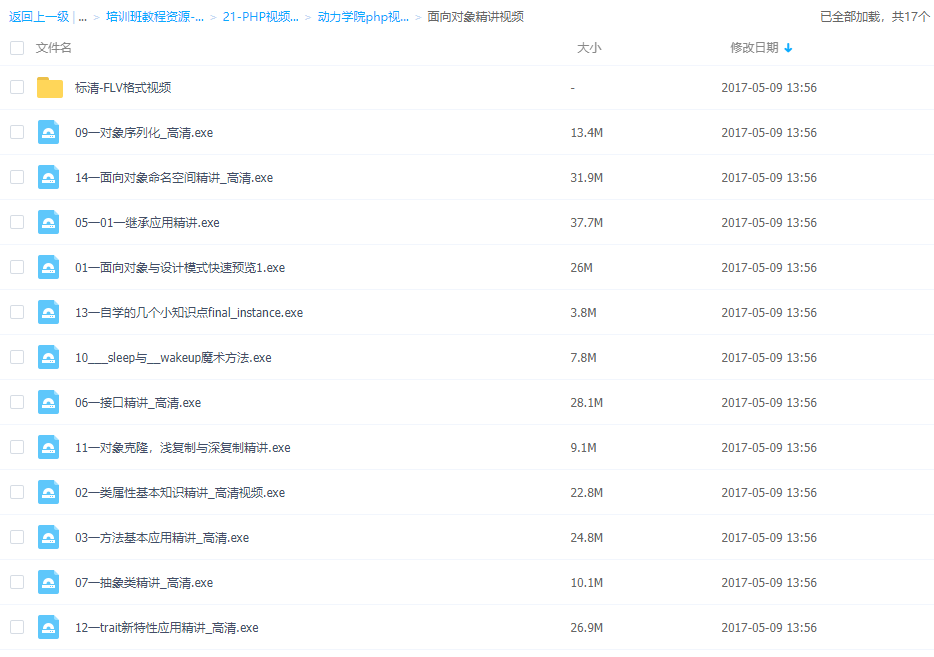 返回上一级 | ... > 培训班教程资源-... > 21-PHP视频... > 动力学院php视... > 面向对象精讲视频 已全部加载，共17个
文件名 大小 修改日期
标清-FLV格式视频 - 2017-05-09 13:56
09一对象序列化_高清.exe 13.4M 2017-05-09 13:56
14一面向对象命名空间精讲_高清.exe 31.9M 2017-05-09 13:56
05一01一继承应用精讲.exe 37.7M 2017-05-09 13:56
01一面向对象与设计模式快速预览1.exe 26M 2017-05-09 13:56
13一自学的几个小知识点final_instance.exe 3.8M 2017-05-09 13:56
10___sleep与__wakeup魔术方法.exe 7.8M 2017-05-09 13:56
06一接口精讲_高清.exe 28.1M 2017-05-09 13:56
11一对象克隆，浅复制与深复制精讲.exe 9.1M 2017-05-09 13:56
02一类属性基本知识精讲_高清视频.exe 22.8M 2017-05-09 13:56
03一方法基本应用精讲_高清.exe 24.8M 2017-05-09 13:56
07一抽象类精讲_高清.exe 10.1M 2017-05-09 13:56
12一trait新特性应用精讲_高清.exe 26.9M 2017-05-09 13:56